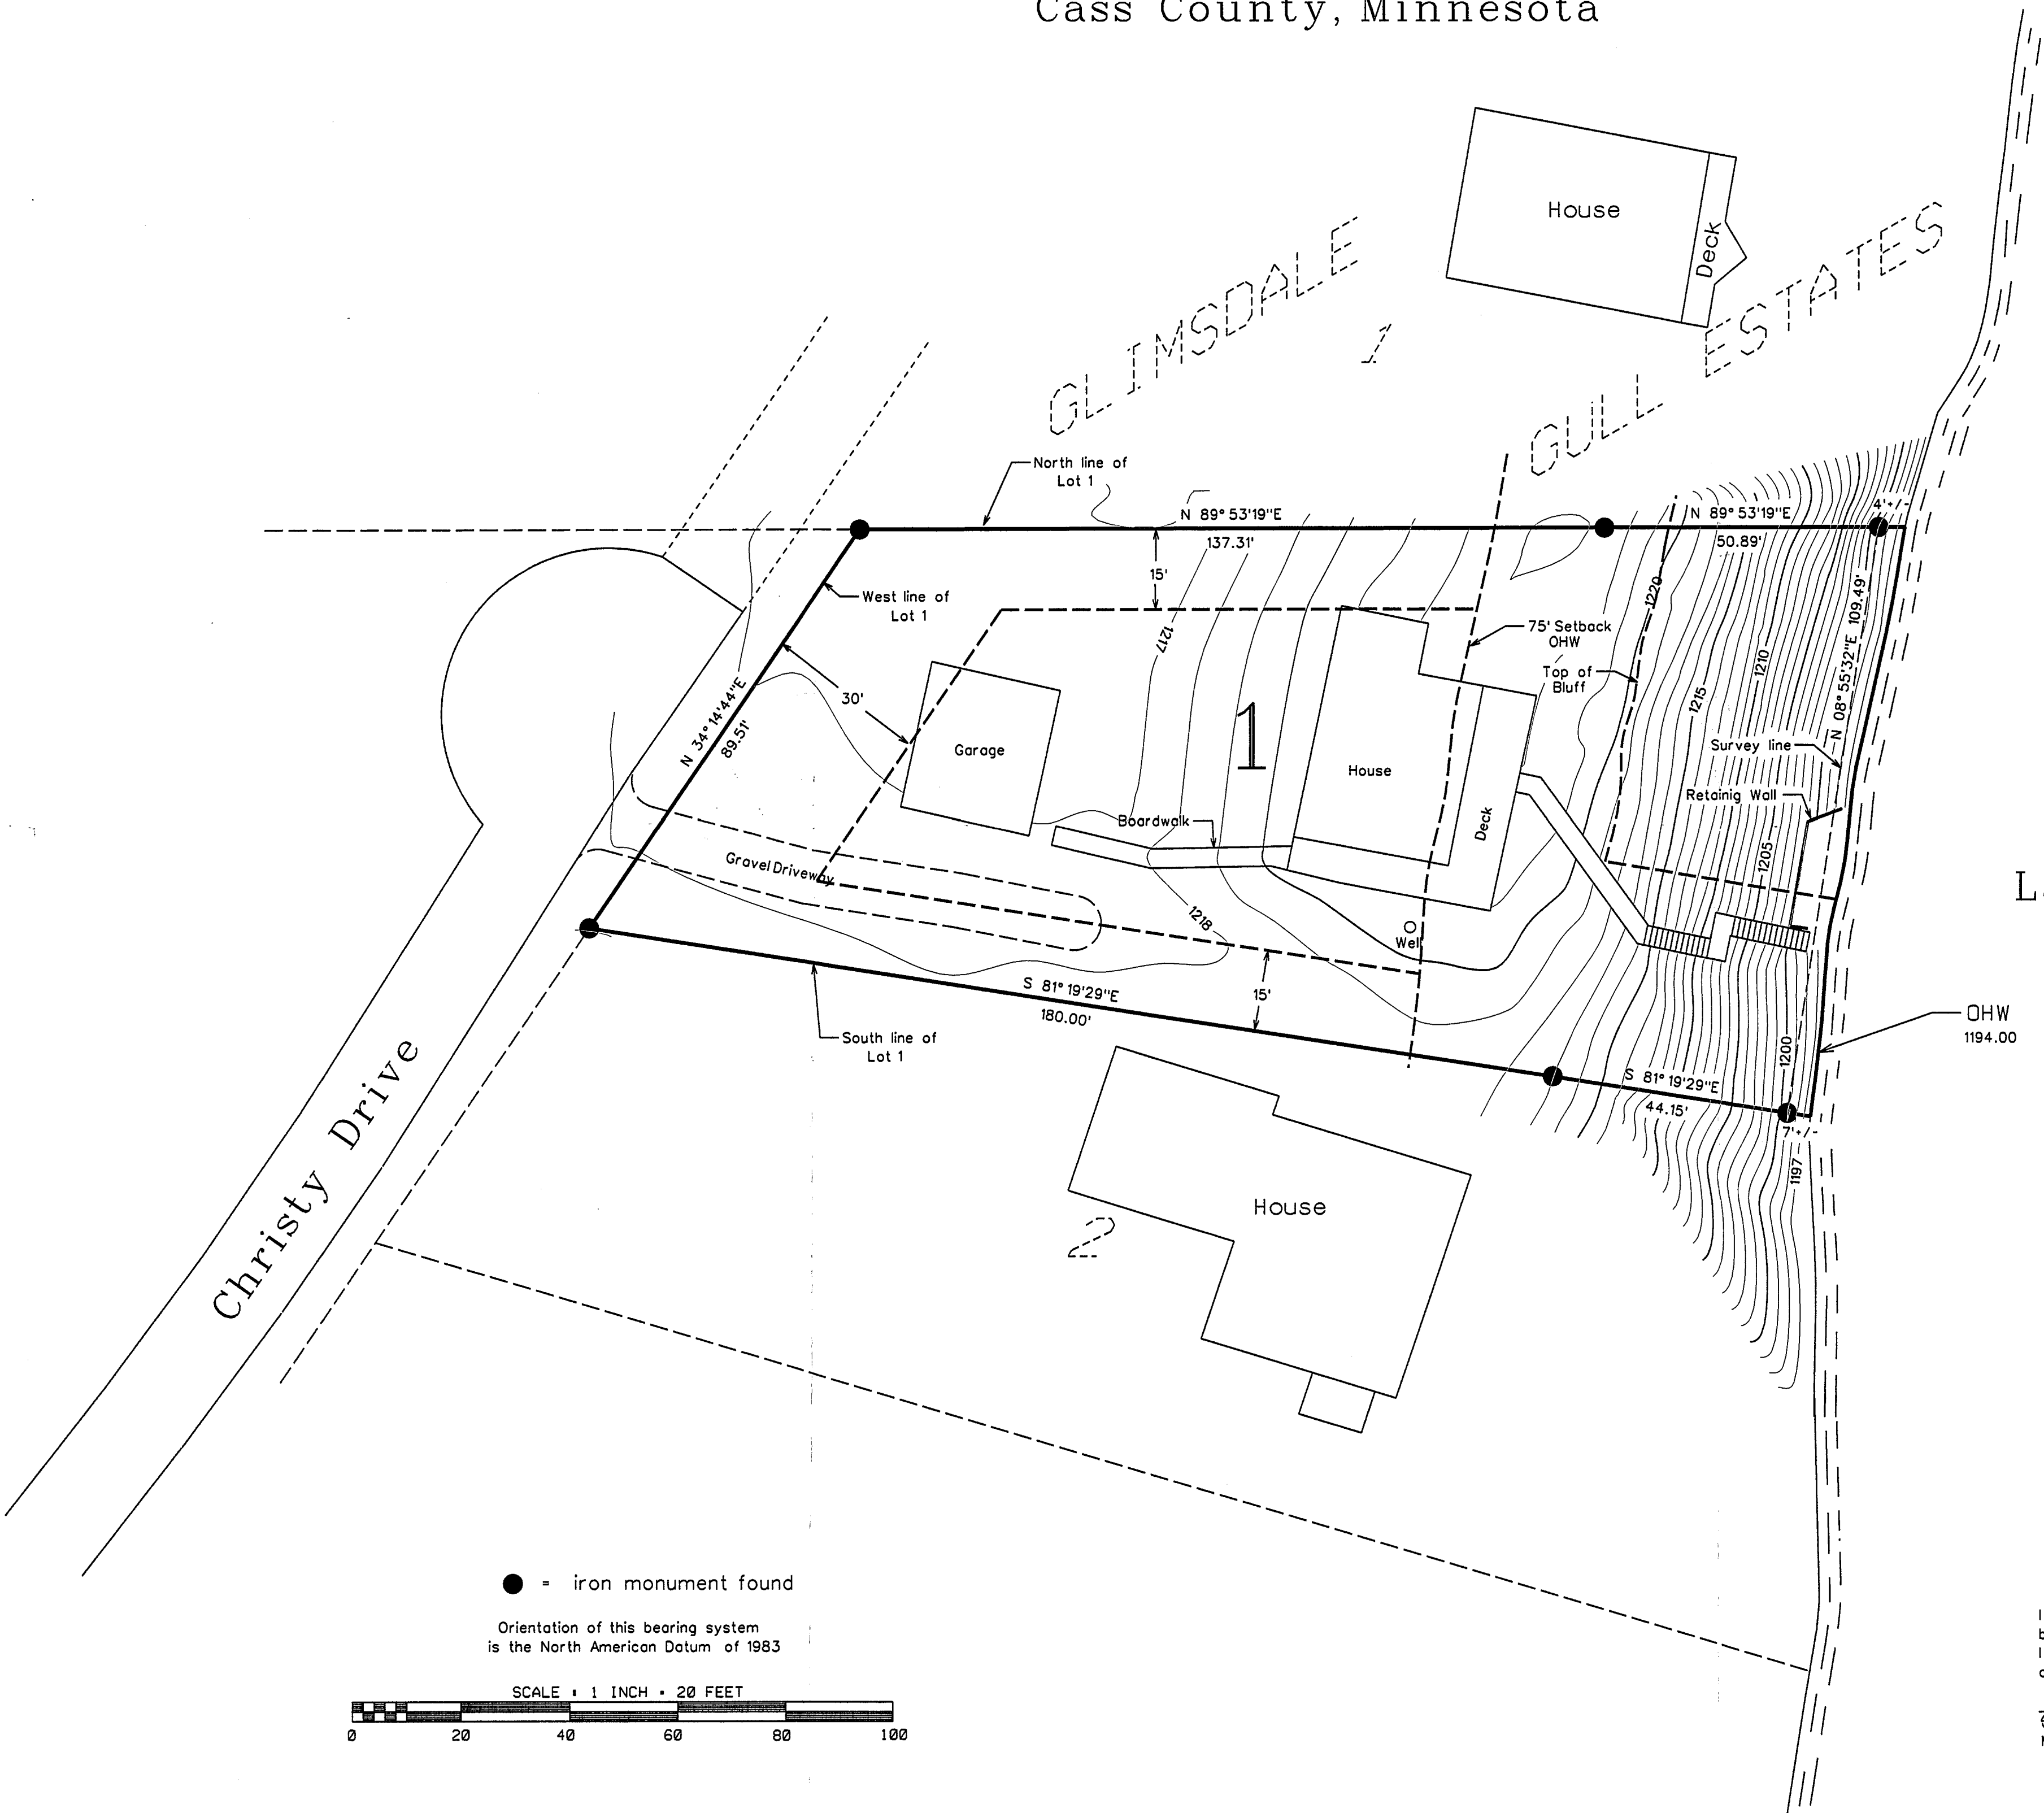 Cass County, Minnesota
House
Deck
GLIMSDALE
1
GULL ESTATES
North line of
Lot 1
N 89° 53'19"E
137.31'
N 89° 53'19"E
50.89'
4'+/-
15'
West line of
Lot 1
1217
1220
75' Setback
OHW
Top of
Bluff
1210
1215
N 08° 55'32"E 109.49'
N 34° 14'44"E
89.51'
30'
Garage
1
House
Deck
Survey line
Retainig Wall
Boardwalk
1205
Gravel Driveway
1218
Well
S 81° 19'29"E
180.00'
15'
South line of
Lot 1
OHW
1194.00
1200
S 81° 19'29"E
44.15'
7'+/-
1197
Christy Drive
House
2
= iron monument found
Orientation of this bearing system
is the North American Datum of 1983
SCALE : 1 INCH = 20 FEET
0 20 40 60 80 100